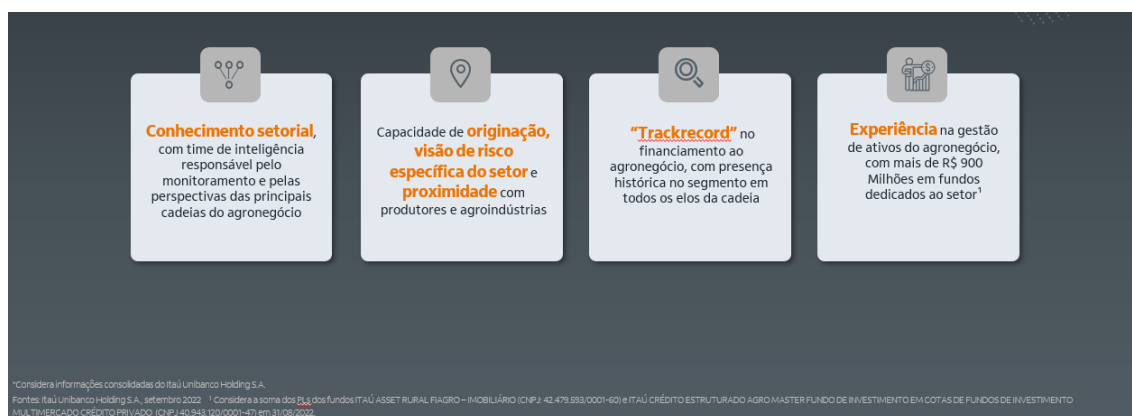 Conhecimento setorial,
com time de inteligência
responsável pelo
monitoramento e pelas
perspectivas das principais
cadeias do agronegócio
Capacidade de originação,
visão de risco
específica do setor e
proximidade com
produtores e agroindústrias
“Trackrecord” no
financiamento ao
agronegócio, com presença
histórica no segmento em
todos os elos da cadeia
Experiência na gestão
de ativos do agronegócio,
com mais de R$ 900
Milhões em fundos
dedicados ao setor¹
*Considera informações consolidadas do Itaú Unibanco Holding S.A.
Fontes: Itaú Unibanco Holding S.A., setembro 2022 ¹ Considera a soma dos PLs dos fundos ITAÚ ASSET RURAL FIAGRO – IMOBILIÁRIO (CNPJ: 42.479.593/0001-60) e ITAÚ CRÉDITO ESTRUTURADO AGRO MASTER FUNDO DE INVESTIMENTO EM COTAS DE FUNDOS DE INVESTIMENTO
MULTIMERCADO CRÉDITO PRIVADO (CNPJ 40.943.120/0001-47) em 31/08/2022